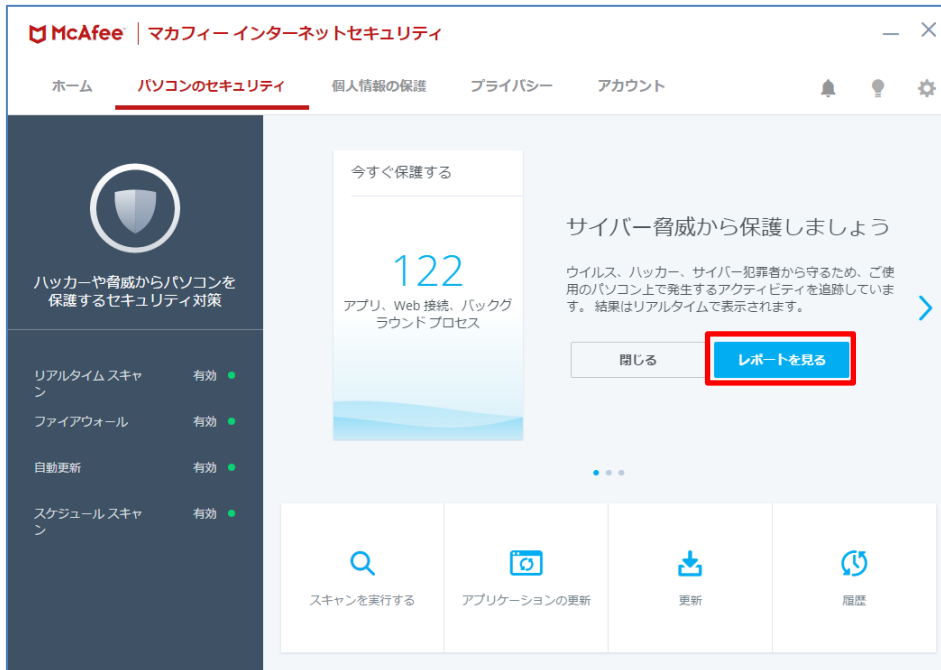 McAfee マカフィー インターネットセキュリティ
ホーム パソコンのセキュリティ 個人情報の保護 プライバシー アカウント
ハッカーや脅威からパソコンを
保護するセキュリティ対策
リアルタイム スキャ 有効
ン
ファイアウォール 有効
自動更新 有効
スケジュール スキャ 有効
ン
今すぐ保護する
122
アプリ、Web 接続、バックグ
ラウンド プロセス
サイバー脅威から保護しましょう
ウイルス、ハッカー、サイバー犯罪者から守るため、ご使
用のパソコン上で発生するアクティビティを追跡していま
す。 結果はリアルタイムで表示されます。
閉じる レポートを見る
スキャンを実行する アプリケーションの更新 更新 履歴